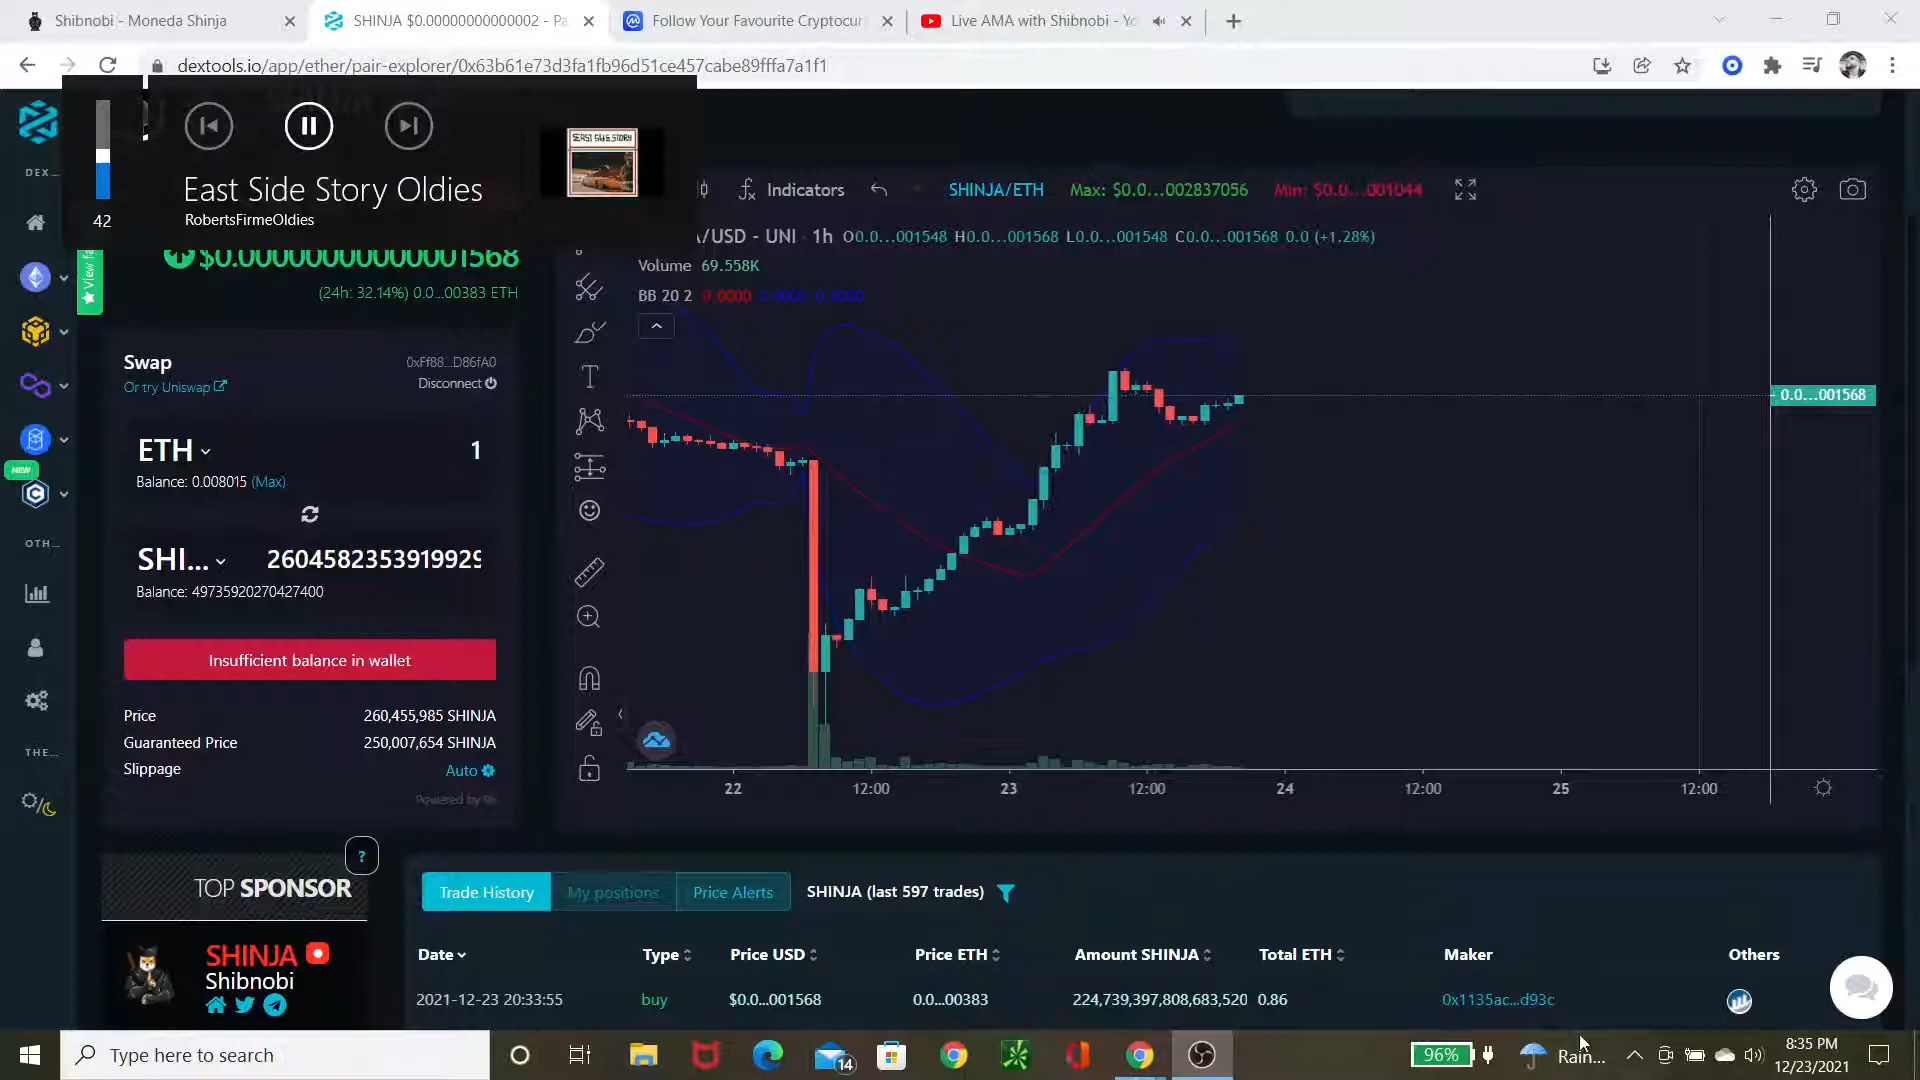 Shibnobi - Moneda Shinja
SHINJA $0.00000000000002 - Pa
Follow Your Favourite Cryptocur
Live AMA with Shibnobi - Yo
dextools.io/app/ether/pair-explorer/0x63b61e73d3fa1fb96d51ce457cabe89fffa7a1f1
East Side Story Oldies
RobertsFirmeOldies
42
EAST SIDE STORY
DEX...
Indicators
SHINJA/ETH
Max: $0.0...002837056
Min: $0.0...001044
A/USD - UNI · 1h O0.0...001548 H0.0...001568 L0.0...001548 C0.0...001568 0.0 (+1.28%)
Volume 69.558K
BB 20 2 0.0000 0.0000 0.0000
$0.00000000000001568
(24h: 32.14%) 0.0...00383 ETH
View fa
Swap
0xFf88...D86fA0
Or try Uniswap
Disconnect
ETH
1
Balance: 0.008015 (Max)
SHI...
2604582353919929
Balance: 49735920270427400
Insufficient balance in wallet
Price 260,455,985 SHINJA
Guaranteed Price 250,007,654 SHINJA
Slippage Auto
Powered by
NEW
OTH...
THE...
0.0...001568
22 12:00 23 12:00 24 12:00 25 12:00
?
TOP SPONSOR
SHINJA
Shibnobi
Trade History
My positions
Price Alerts
SHINJA (last 597 trades)
Date Type Price USD Price ETH Amount SHINJA Total ETH Maker Others
2021-12-23 20:33:55 buy $0.0...001568 0.0...00383 224,739,397,808,683,520 0.86 0x1135ac...d93c
Type here to search
14
96%
Rain...
8:35 PM
12/23/2021